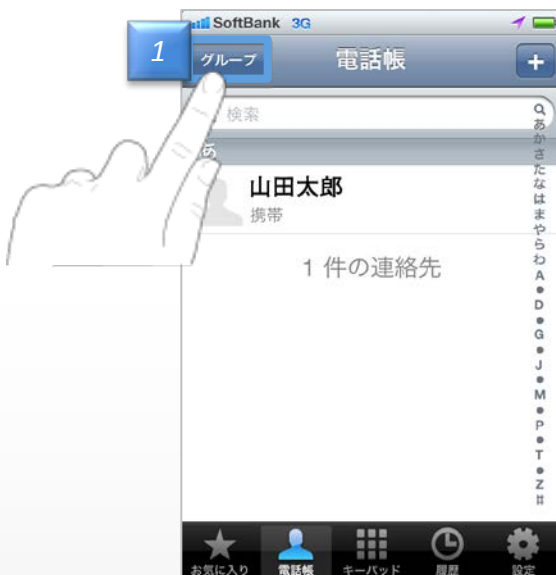 SoftBank 3G
1
グループ
電話帳
+
検索
あ
山田太郎
携帯
1 件の連絡先
あ
か
さ
た
な
は
ま
や
ら
わ
A
●
D
●
G
●
J
●
M
●
P
●
T
●
Z
#
お気に入り
電話帳
キーパッド
履歴
設定